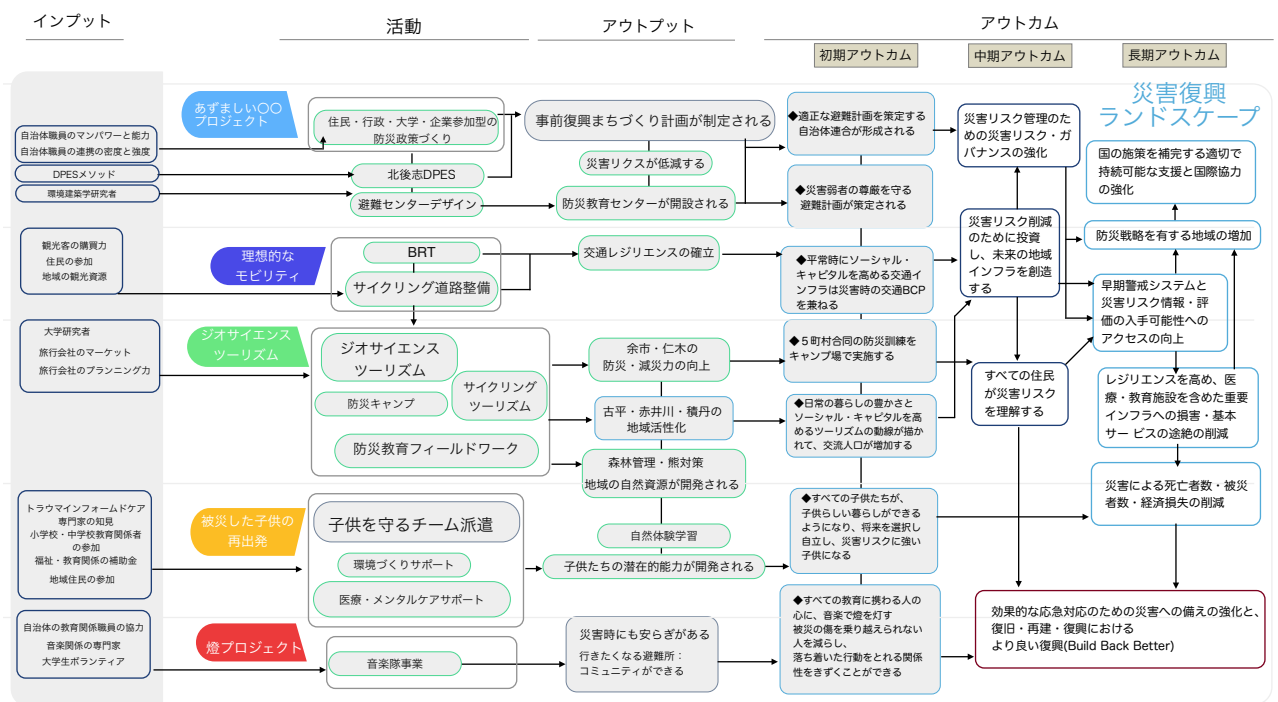 インプット
活動
アウトプット
アウトカム
初期アウトカム
中期アウトカム
長期アウトカム
災害復興
ランドスケープ
あずましい〇〇
プロジェクト
自治体職員のマンパワーと能力
自治体職員の連携の密度と強度
DPESメソッド
環境建築学研究者
住民・行政・大学・企業参加型の
防災政策づくり
北後志DPES
避難センターデザイン
事前復興まちづくり計画が制定される
災害リクスが低減する
防災教育センターが開設される
◆適正な避難計画を策定する
自治体連合が形成される
◆災害弱者の尊厳を守る
避難計画が策定される
災害リスク管理のた
めの災害リスク・ガ
バナンスの強化
国の施策を補完する適切で
持続可能な支援と国際協力
の強化
観光客の購買力
住民の参加
地域の観光資源
理想的な
モビリティ
BRT
サイクリング道路整備
交通レジリエンスの確立
◆平常時にソーシャル・
キャピタルを高める交通イ
ンフラは災害時の交通BCP
を兼ねる
災害リスク削減
のために投資
し、未来の地域
インフラを創造
する
防災戦略を有する地域の増加
早期警戒システムと
災害リスク情報・評
価の入手可能性への
アクセスの向上
大学研究者
旅行会社のマーケット
旅行会社のプランニング力
ジオサイエンス
ツーリズム
ジオサイエンス
ツーリズム
サイクリング
ツーリズム
防災キャンプ
防災教育フィールドワーク
余市・仁木の
防災・減災力の向上
古平・赤井川・積丹の
地域活性化
森林管理・熊対策
地域の自然資源が開発される
◆５町村合同の防災訓練を
キャンプ場で実施する
◆日常の暮らしの豊かさと
ソーシャル・キャピタルを高
めるツーリズムの動線が描か
れて、交流人口が増加する
すべての住民
が災害リスク
を理解する
レジリエンスを高め、医
療・教育施設を含めた重要
インフラへの損害・基本
サー ビスの途絶の削減
災害による死亡者数・被災
者数・経済損失の削減
トラウマインフォームドケア
専門家の知見
小学校・中学校教育関係者
の参加
福祉・教育関係の補助金
地域住民の参加
被災した子供の
再出発
子供を守るチーム派遣
環境づくりサポート
医療・メンタルケアサポート
自然体験学習
子供たちの潜在的能力が開発される
◆すべての子供たちが、
子供らしい暮らしができる
ようになり、将来を選択し
自立し、災害リスクに強い
子供になる
自治体の教育関係職員の協力
音楽関係の専門家
大学生ボランティア
燈プロジェクト
音楽隊事業
災害時にも安らぎがある
行きたくなる避難所：
コミュニティができる
◆すべての教育に携わる人の
心に、音楽で燈を灯す
被災の傷を乗り越えられない
人を減らし、
落ち着いた行動をとれる関係
性をきずくことができる
効果的な応急対応のための災害への備えの強化と、
復旧・再建・復興における
より良い復興(Build Back Better)